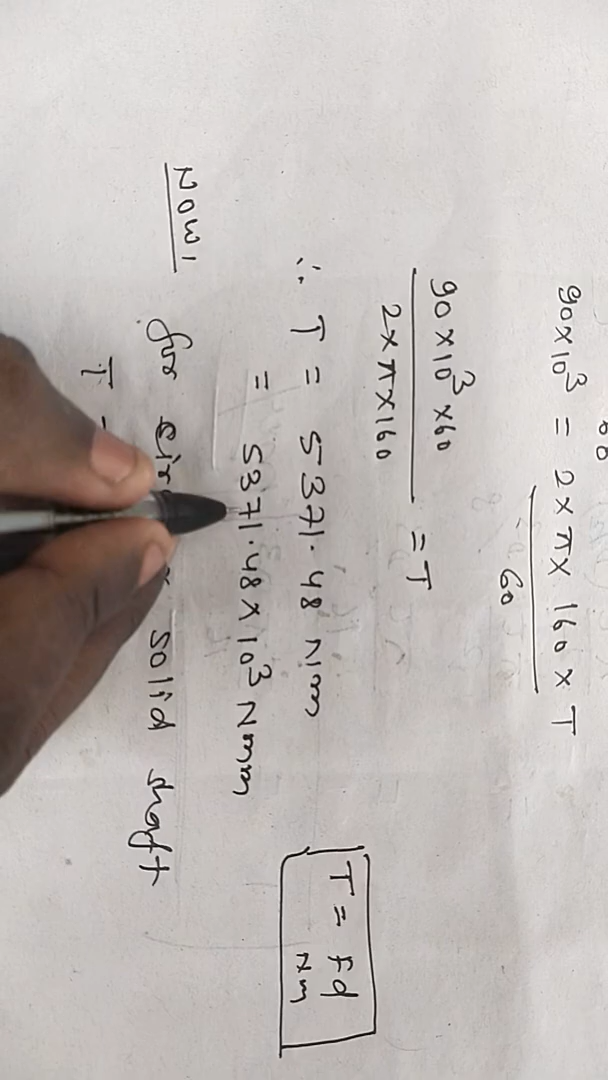 90×10³ = 2×π×160×T
60
90×10³×60
2×π×160
= T
∴ T = 5371.48 Nm
= 5371.48×10³ Nmm
T = Fd
Nm
Now,
for solid shaft
T